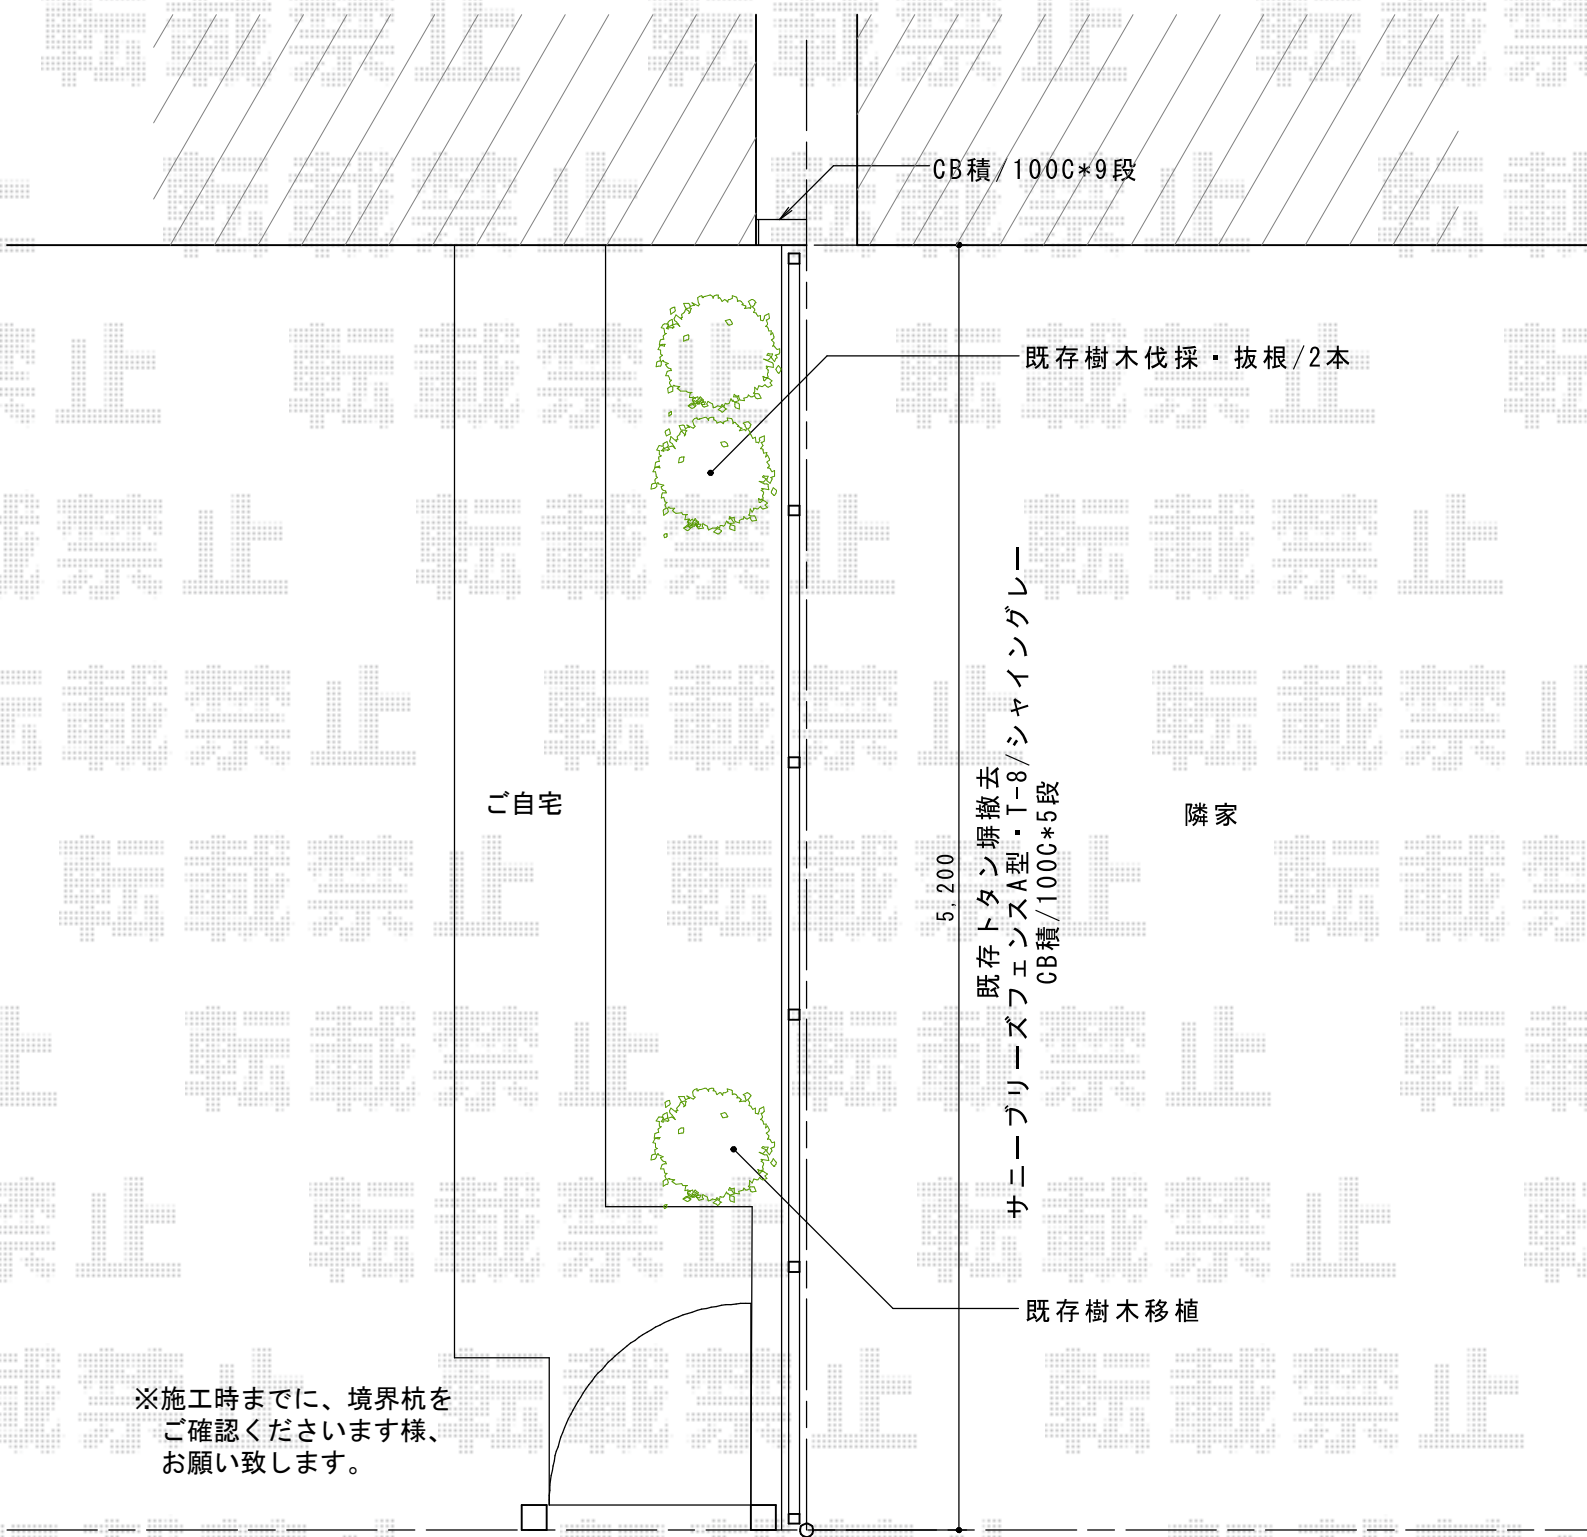 CB積/100C*9段
既存樹木伐採・抜根/2本
ご自宅
5,200
既存トタン塀撤去
サニーブリーズフェンスA型・T-8/シャイングレー
CB積/100C*5段
隣家
既存樹木移植
※施工時までに、境界杭を
ご確認くださいます様、
お願い致します。
転載禁止